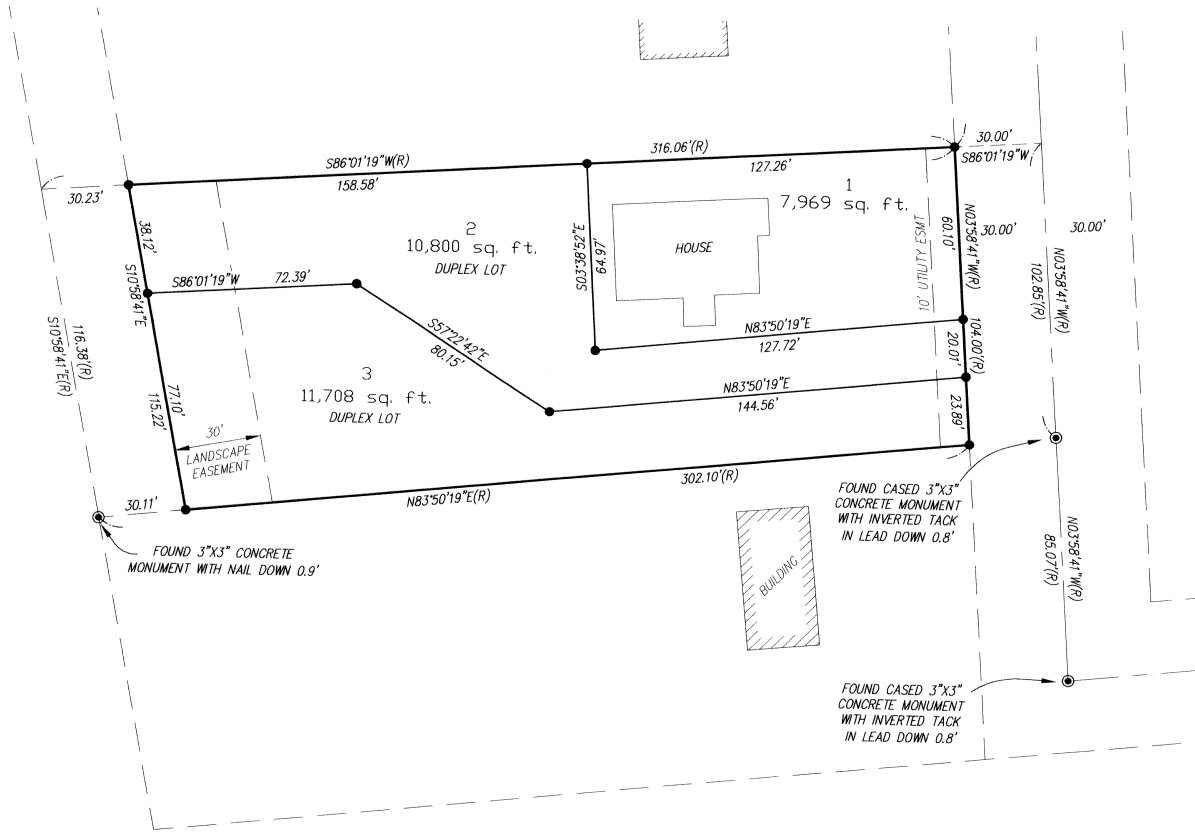 316.06'(R)
30.00'
S86°01'19"W(R)
127.26'
S86°01'19"W
158.58'
30.23'
1
7,969 sq. ft.
38.12'
2
10,800 sq. ft.
DUPLEX LOT
S03°38'52"E
64.97'
HOUSE
10' UTILITY ESMT
N03°58'41"W(R)
60.10'
30.00'
30.00'
N03°58'41"W(R)
102.85'(R)
S10°58'41"E
S86°01'19"W
72.39'
116.38'(R)
S10°58'41"E(R)
S57°22'42"E
80.15'
N83°50'19"E
127.72'
104.00'(R)
20.01'
3
11,708 sq. ft.
DUPLEX LOT
77.10'
115.22'
N83°50'19"E
144.56'
23.89'
30'
LANDSCAPE
EASEMENT
302.10'(R)
N83°50'19"E(R)
30.11'
FOUND 3"X3" CONCRETE
MONUMENT WITH NAIL DOWN 0.9'
FOUND CASED 3"X3"
CONCRETE MONUMENT
WITH INVERTED TACK
IN LEAD DOWN 0.8'
N03°58'41"W(R)
85.07'(R)
BUILDING
FOUND CASED 3"X3"
CONCRETE MONUMENT
WITH INVERTED TACK
IN LEAD DOWN 0.8'